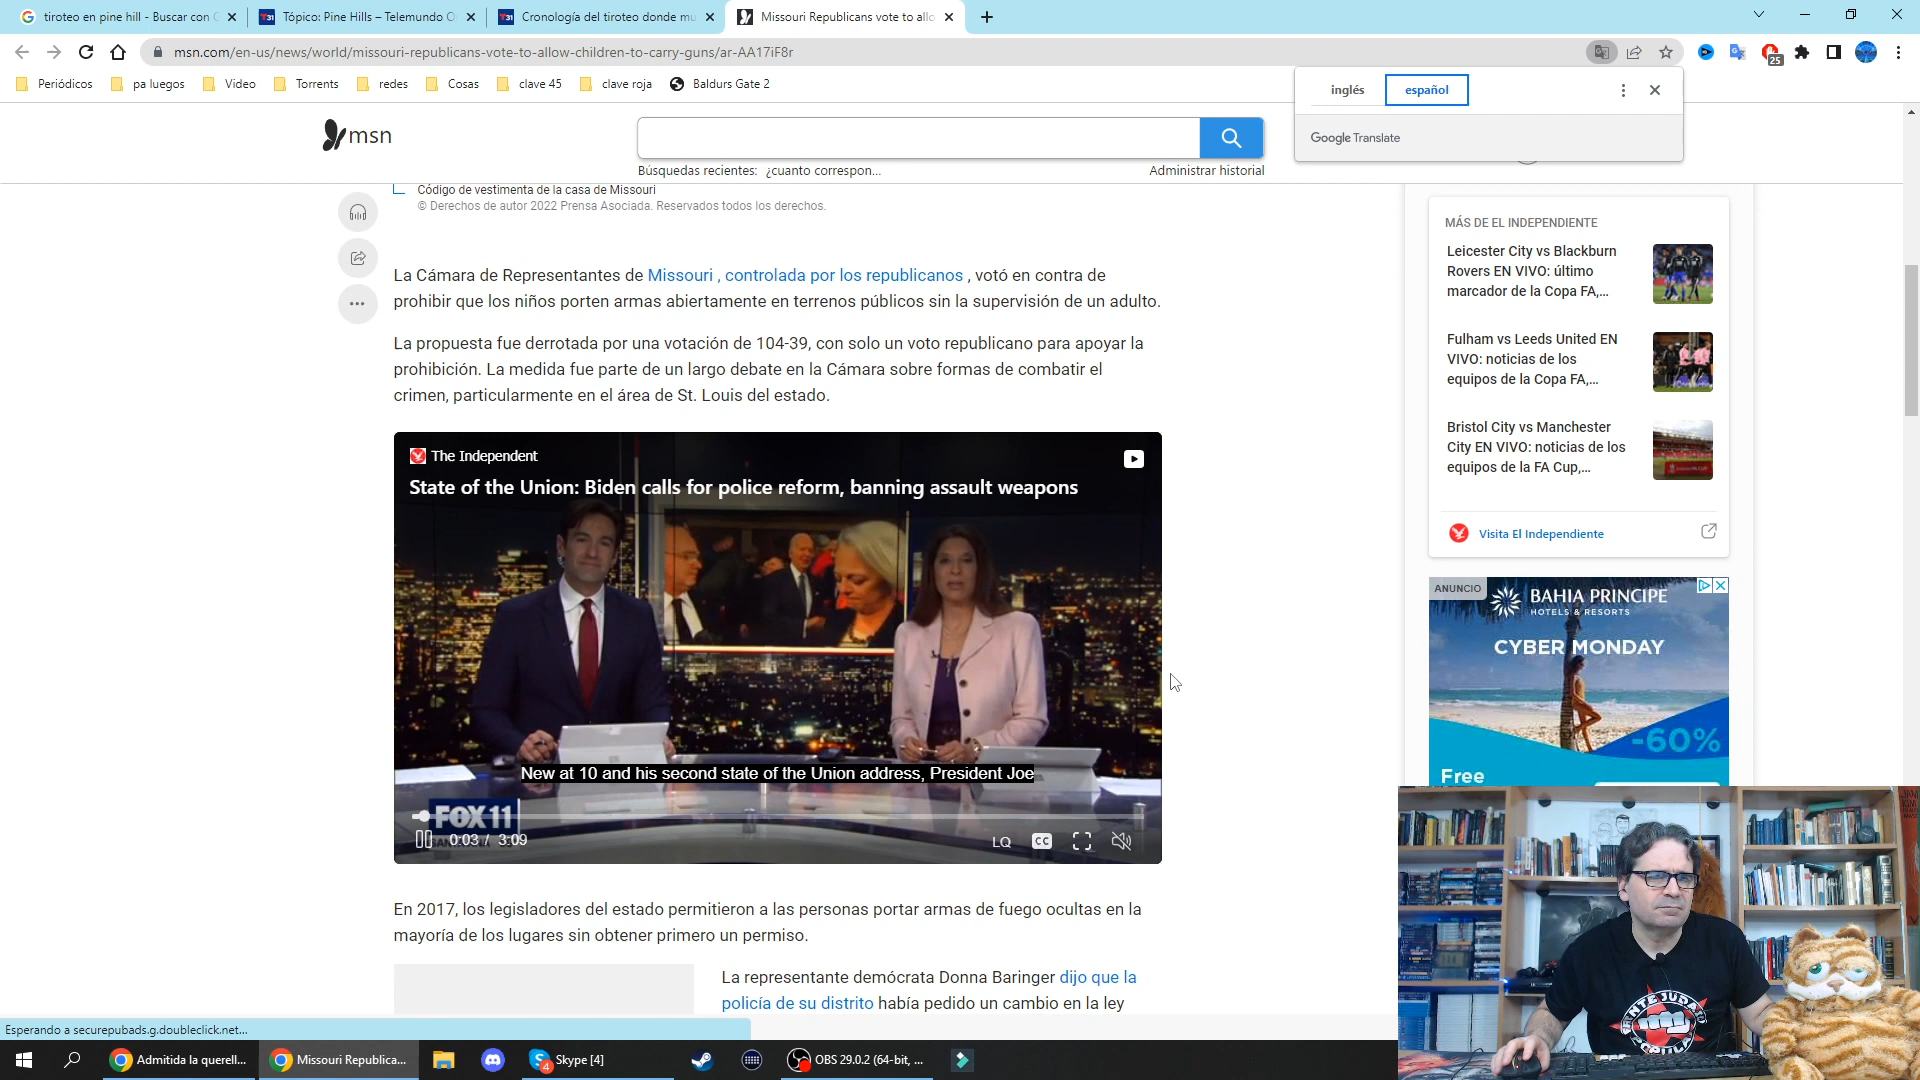 tiroteo en pine hill - Buscar con G
Tópico: Pine Hills – Telemundo O
Cronología del tiroteo donde mu
Missouri Republicans vote to allo
msn.com/en-us/news/world/missouri-republicans-vote-to-allow-children-to-carry-guns/ar-AA17iF8r
25
Periódicos
pa luegos
Video
Torrents
redes
Cosas
clave 45
clave roja
Baldurs Gate 2
inglés
español
Google Translate
msn
Búsquedas recientes: ¿cuanto correspon...
Administrar historial
Código de vestimenta de la casa de Missouri
© Derechos de autor 2022 Prensa Asociada. Reservados todos los derechos.
La Cámara de Representantes de Missouri , controlada por los republicanos , votó en contra de
prohibir que los niños porten armas abiertamente en terrenos públicos sin la supervisión de un adulto.
La propuesta fue derrotada por una votación de 104-39, con solo un voto republicano para apoyar la
prohibición. La medida fue parte de un largo debate en la Cámara sobre formas de combatir el
crimen, particularmente en el área de St. Louis del estado.
The Independent
State of the Union: Biden calls for police reform, banning assault weapons
New at 10 and his second state of the Union address, President Joe
FOX 11
0:03 / 3:09
LQ
CC
En 2017, los legisladores del estado permitieron a las personas portar armas de fuego ocultas en la
mayoría de los lugares sin obtener primero un permiso.
La representante demócrata Donna Baringer dijo que la
policía de su distrito había pedido un cambio en la ley
MÁS DE EL INDEPENDIENTE
Leicester City vs Blackburn
Rovers EN VIVO: último
marcador de la Copa FA,...
Fulham vs Leeds United EN
VIVO: noticias de los
equipos de la Copa FA,...
Bristol City vs Manchester
City EN VIVO: noticias de los
equipos de la FA Cup,...
Visita El Independiente
ANUNCIO
BAHIA PRINCIPE
HOTELS & RESORTS
CYBER MONDAY
-60%
Free
Esperando a securepubads.g.doubleclick.net...
Admitida la querell...
Missouri Republica...
4
Skype [4]
OBS 29.0.2 (64-bit, ...